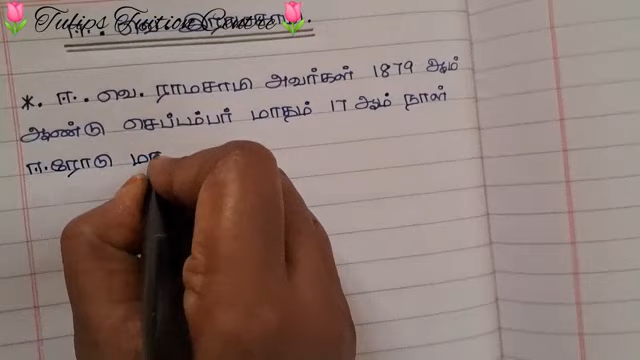 Tulips Tuition Centre
*. ஈ. வெ. ராமசாமி அவர்கள் 1879 ஆம்
ஆண்டு செப்டம்பர் மாதம் 17 ஆம் நாள்
ஈ.ரோடு மா